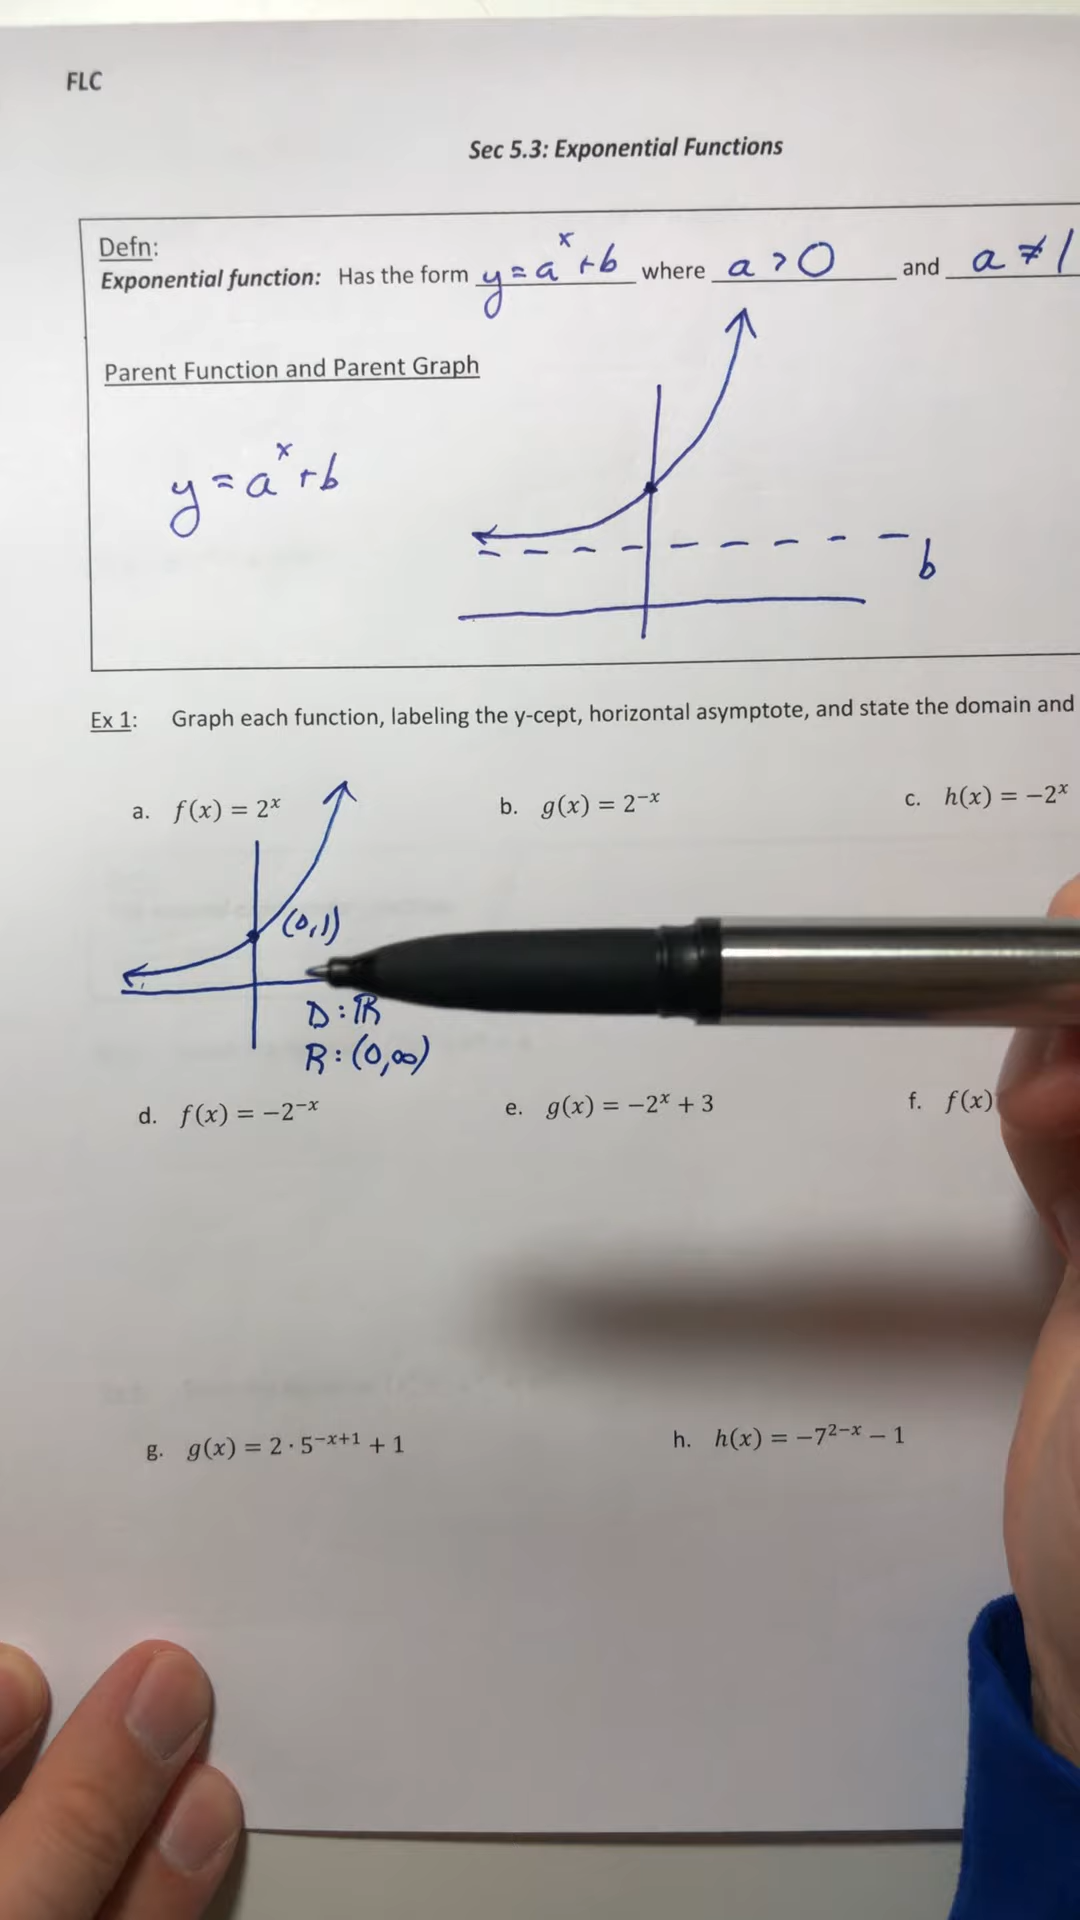 FLC
Sec 5.3: Exponential Functions
Defn:
Exponential function: Has the form y = a^x + b where a > 0 and a ≠ 1
Parent Function and Parent Graph
y = a^x + b
b
Ex 1: Graph each function, labeling the y-cept, horizontal asymptote, and state the domain and
a. f(x) = 2^x b. g(x) = 2^−x c. h(x) = −2^x
(0,1)
D: ℝ
R: (0,∞)
d. f(x) = −2^−x e. g(x) = −2^x + 3 f. f(x)
g. g(x) = 2 · 5^−x+1 + 1 h. h(x) = −7^2−x − 1